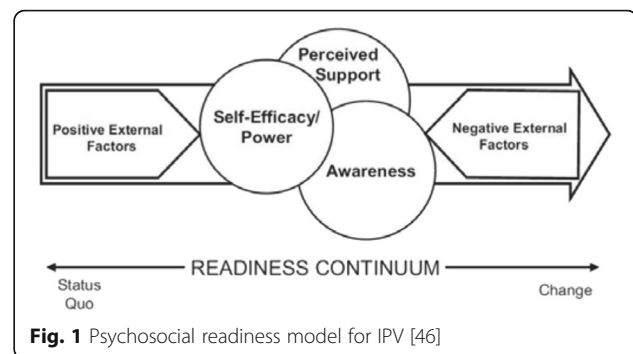 Perceived
Support
Self-Efficacy/
Power
Positive External
Factors
Negative External
Factors
Awareness
READINESS CONTINUUM
Status
Quo
Change
Fig. 1 Psychosocial readiness model for IPV [46]